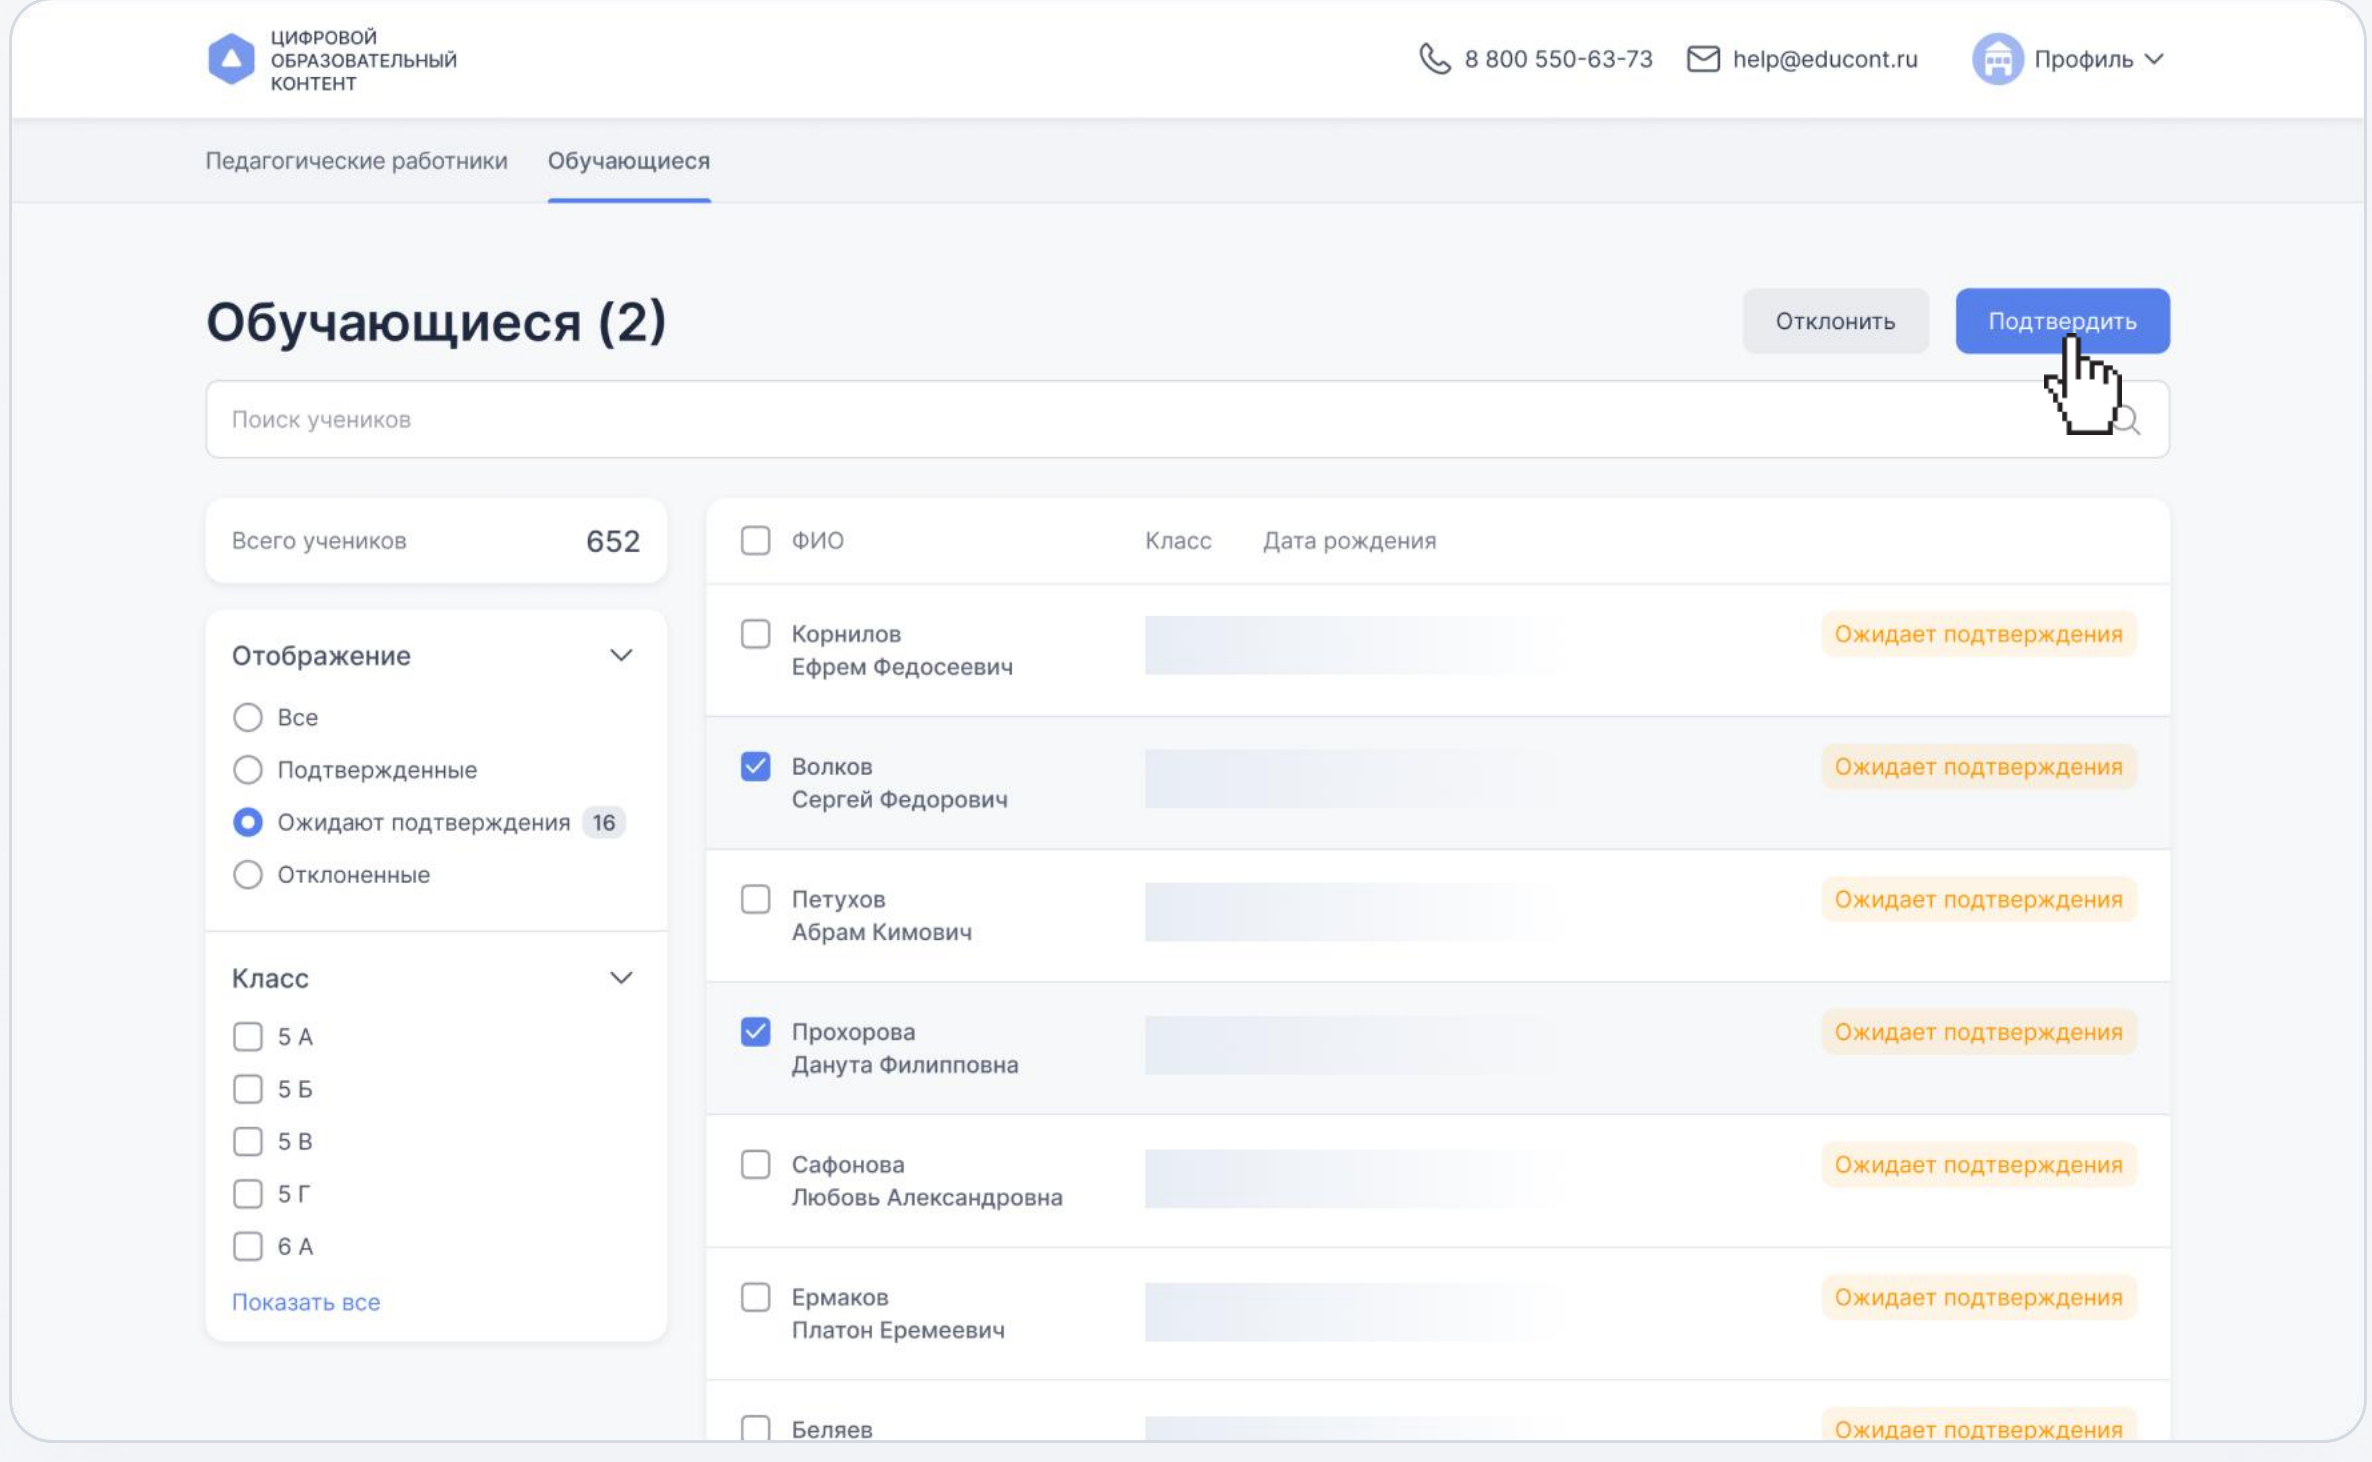 ЦИФРОВОЙ
ОБРАЗОВАТЕЛЬНЫЙ
КОНТЕНТ
8 800 550-63-73
help@educont.ru
Профиль
Педагогические работники
Обучающиеся
Обучающиеся (2)
Отклонить
Подтвердить
Поиск учеников
Всего учеников 652
Отображение
Все
Подтвержденные
Ожидают подтверждения 16
Отклоненные
Класс
5 А
5 Б
5 В
5 Г
6 А
Показать все
ФИО Класс Дата рождения
Корнилов Ожидает подтверждения
Ефрем Федосеевич
Волков Ожидает подтверждения
Сергей Федорович
Петухов Ожидает подтверждения
Абрам Кимович
Прохорова Ожидает подтверждения
Данута Филипповна
Сафонова Ожидает подтверждения
Любовь Александровна
Ермаков Ожидает подтверждения
Платон Еремеевич
Беляев Ожидает подтверждения